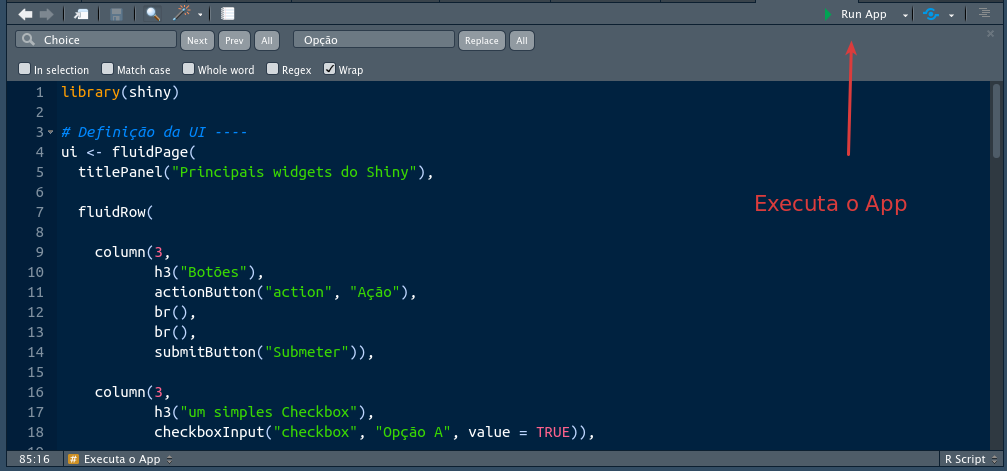 Run App
Choice
Next
Prev
All
Opção
Replace
All
In selection
Match case
Whole word
Regex
Wrap
1 library(shiny)
2
3 # Definição da UI ----
4 ui <- fluidPage(
5 titlePanel("Principais widgets do Shiny"),
6
7 fluidRow(
8
9 column(3,
10 h3("Botões"),
11 actionButton("action", "Ação"),
12 br(),
13 br(),
14 submitButton("Submeter")),
15
16 column(3,
17 h3("um simples Checkbox"),
18 checkboxInput("checkbox", "Opção A", value = TRUE)),
Executa o App
85:16
# Executa o App
R Script